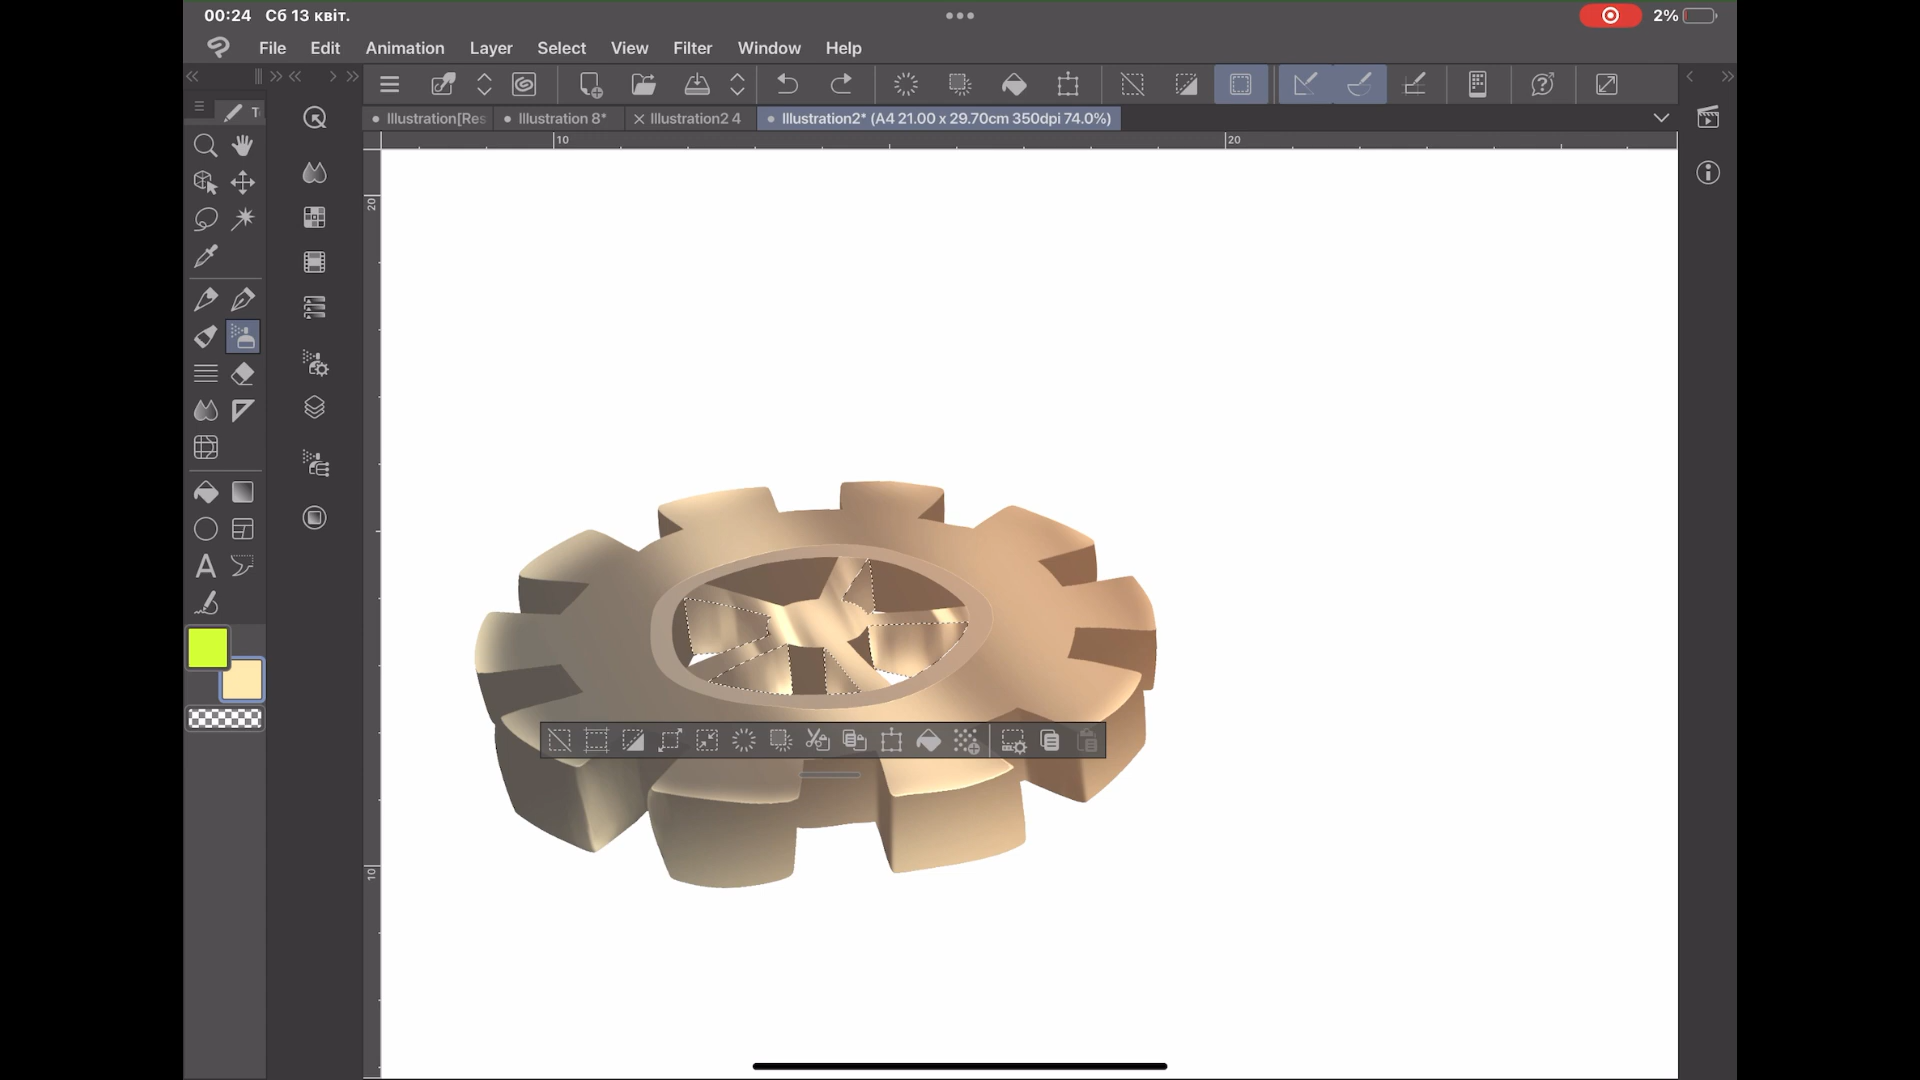 00:24 Сб 13 квіт. 2%
File Edit Animation Layer Select View Filter Window Help
T
Illustration[Res Illustration 8* Illustration2 4 Illustration2* (A4 21.00 x 29.70cm 350dpi 74.0%)
10 20
20
10
A